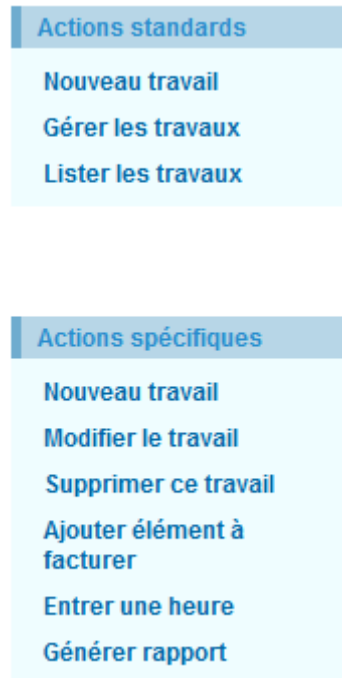 Actions standards
Nouveau travail
Gérer les travaux
Lister les travaux
Actions spécifiques
Nouveau travail
Modifier le travail
Supprimer ce travail
Ajouter élément à
facturer
Entrer une heure
Générer rapport